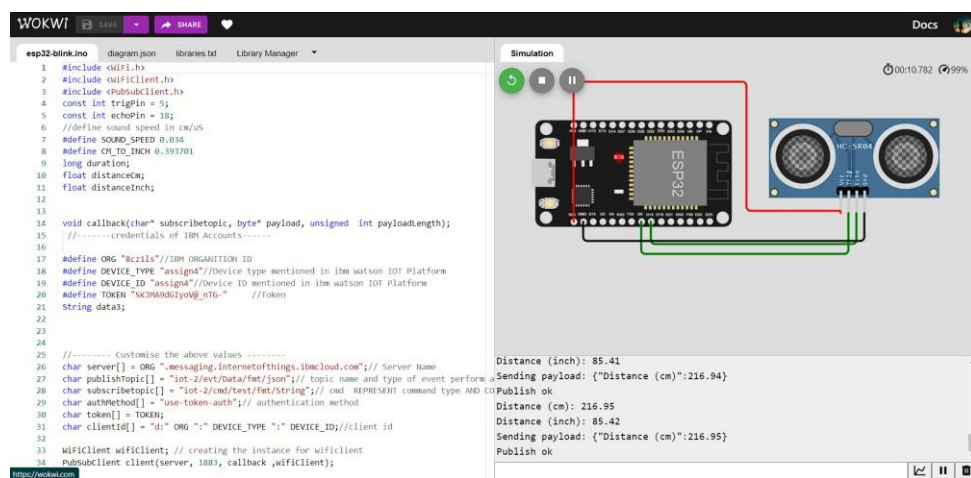 WOKWI SAVE SHARE Docs
esp32-blink.ino diagram.json libraries.txt Library Manager
1 #include <WiFi.h>
2 #include <WiFiClient.h>
3 #include <PubSubClient.h>
4 const int trigPin = 5;
5 const int echoPin = 18;
6 //define sound speed in cm/uS
7 #define SOUND_SPEED 0.034
8 #define CM_TO_INCH 0.393701
9 long duration;
10 float distanceCm;
11 float distanceInch;
12
13
14 void callback(char* subscribetopic, byte* payload, unsigned int payloadLength);
15 //-------credentials of IBM Accounts------
16
17 #define ORG "8cz1ls"//IBM ORGANITION ID
18 #define DEVICE_TYPE "assign4"//Device type mentioned in ibm watson IOT Platform
19 #define DEVICE_ID "assign4"//Device ID mentioned in ibm watson IOT Platform
20 #define TOKEN "SKJMA9dGIyoV@_nTG-" //Token
21 String data3;
22
23
24
25 //-------- Customise the above values --------
26 char server[] = ORG ".messaging.internetofthings.ibmcloud.com";// Server Name
27 char publishTopic[] = "iot-2/evt/Data/fmt/json";// topic name and type of event perform a
28 char subscribetopic[] = "iot-2/cmd/test/fmt/String";// cmd REPRESENT command type AND CO
29 char authMethod[] = "use-token-auth";// authentication method
30 char token[] = TOKEN;
31 char clientId[] = "d:" ORG ":" DEVICE_TYPE ":" DEVICE_ID;//client id
32
33 WiFiClient wifiClient; // creating the instance for wificlient
34 PubSubClient client(server, 1883, callback ,wifiClient);
https://wokwi.com
Simulation
00:10.782 99%
ESP32
HC-SR04
Vcc
Trig
Echo
Gnd
Distance (inch): 85.41
Sending payload: {"Distance (cm)":216.94}
Publish ok
Distance (cm): 216.95
Distance (inch): 85.42
Sending payload: {"Distance (cm)":216.95}
Publish ok